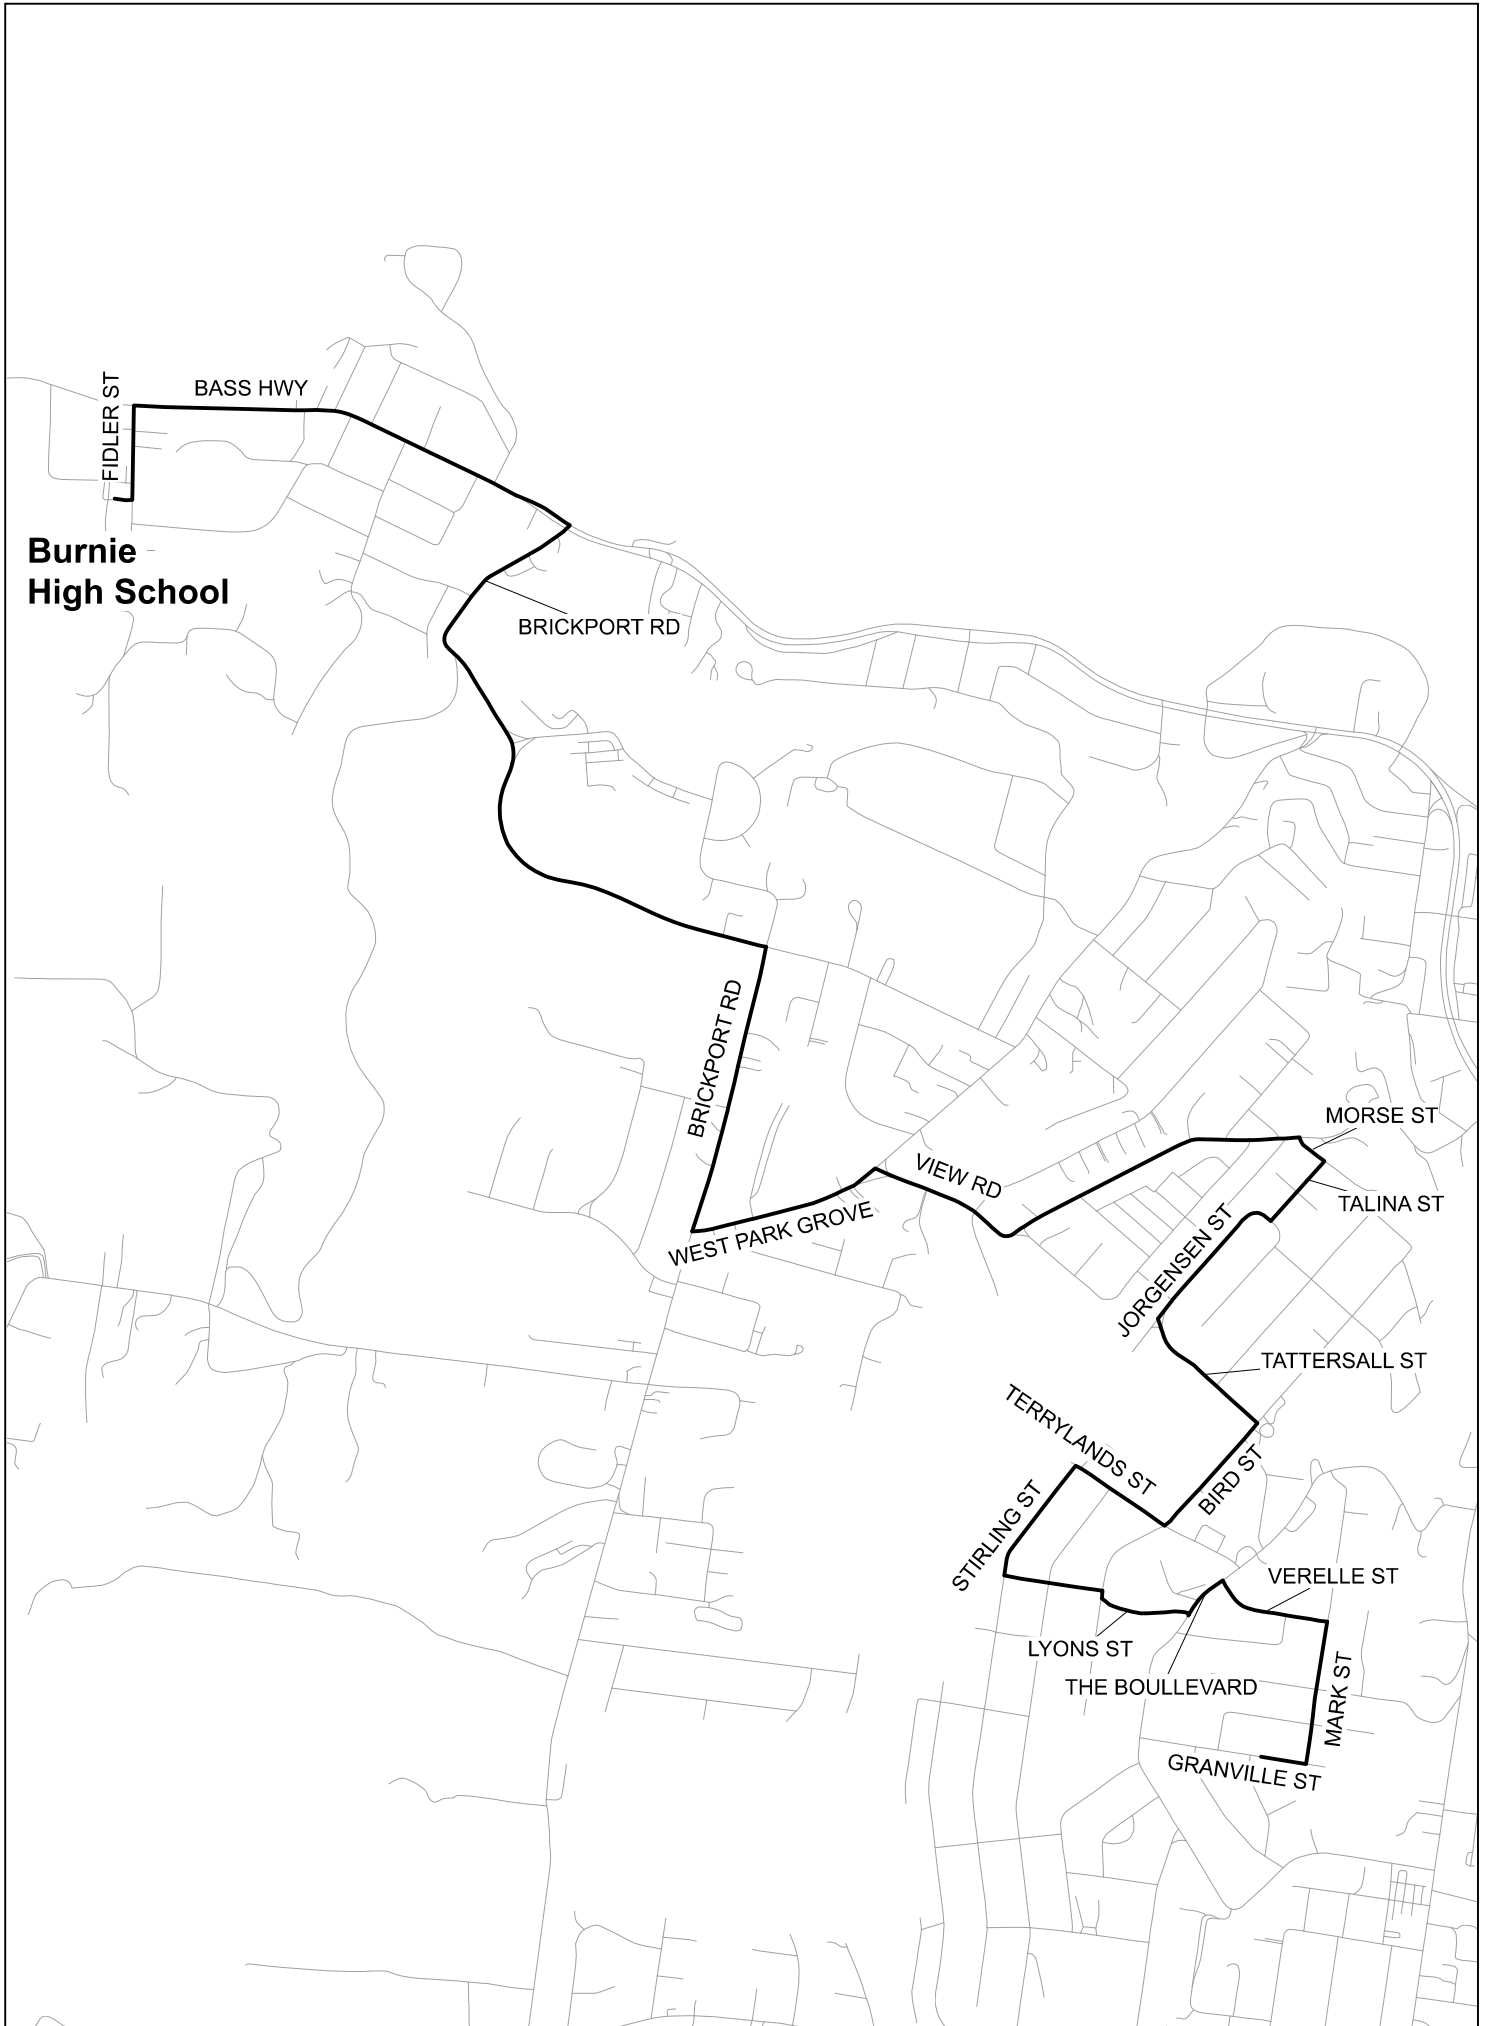 FIDLER ST
BASS HWY
Burnie
High School
BRICKPORT RD
BRICKPORT RD
MORSE ST
VIEW RD
TALINA ST
WEST PARK GROVE
JORGENSEN ST
TATTERSALL ST
TERRYLANDS ST
BIRD ST
STIRLING ST
VERELLE ST
LYONS ST
THE BOULLEVARD
MARK ST
GRANVILLE ST